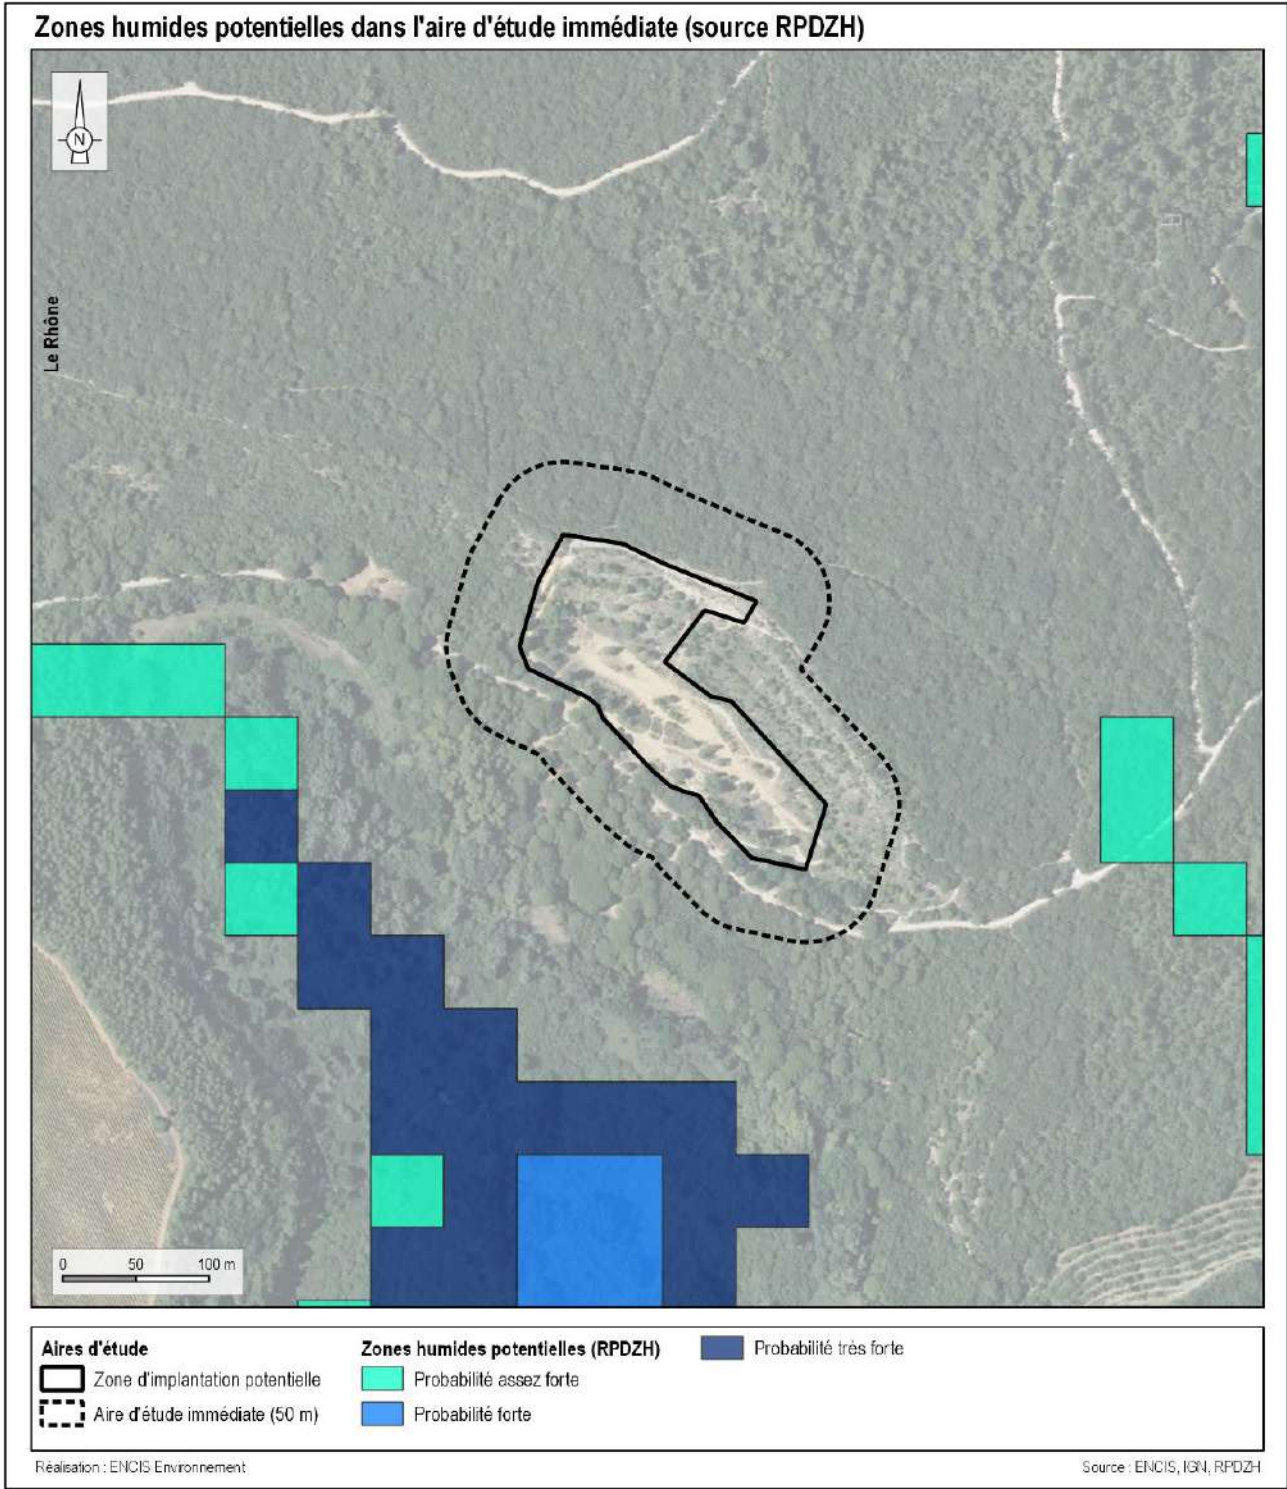 Zones humides potentielles dans l'aire d'étude immédiate (source RPDZH)
N
Le Rhône
0 50 100 m
Aires d'étude
Zone d'implantation potentielle
Aire d'étude immédiate (50 m)
Zones humides potentielles (RPDZH)
Probabilité assez forte
Probabilité forte
Probabilité très forte
Réalisation : ENCIS Environnement
Source : ENCIS, IGN, RPDZH